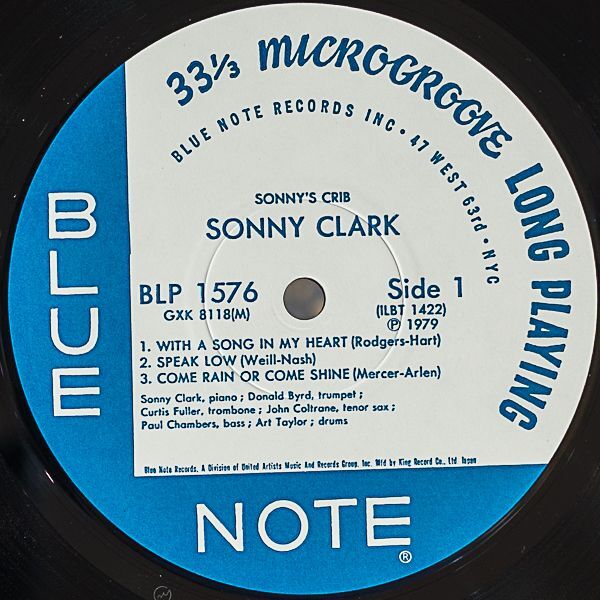 33⅓ MICROGROOVE LONG PLAYING
BLUE NOTE RECORDS INC • 47 WEST 63rd • NYC
SONNY'S CRIB
SONNY CLARK
BLP 1576
GXK 8118(M)
Side 1
(ILBT 1422)
Ⓟ 1979
1. WITH A SONG IN MY HEART (Rodgers-Hart)
2. SPEAK LOW (Weill-Nash)
3. COME RAIN OR COME SHINE (Mercer-Arlen)
Sonny Clark, piano ; Donald Byrd, trumpet ;
Curtis Fuller, trombone ; John Coltrane, tenor sax ;
Paul Chambers, bass ; Art Taylor ; drums
Blue Note Records, A Division of United Artists Music And Records Group, Inc. Mfd by King Record Co., Ltd. Japan
BLUE
NOTE®